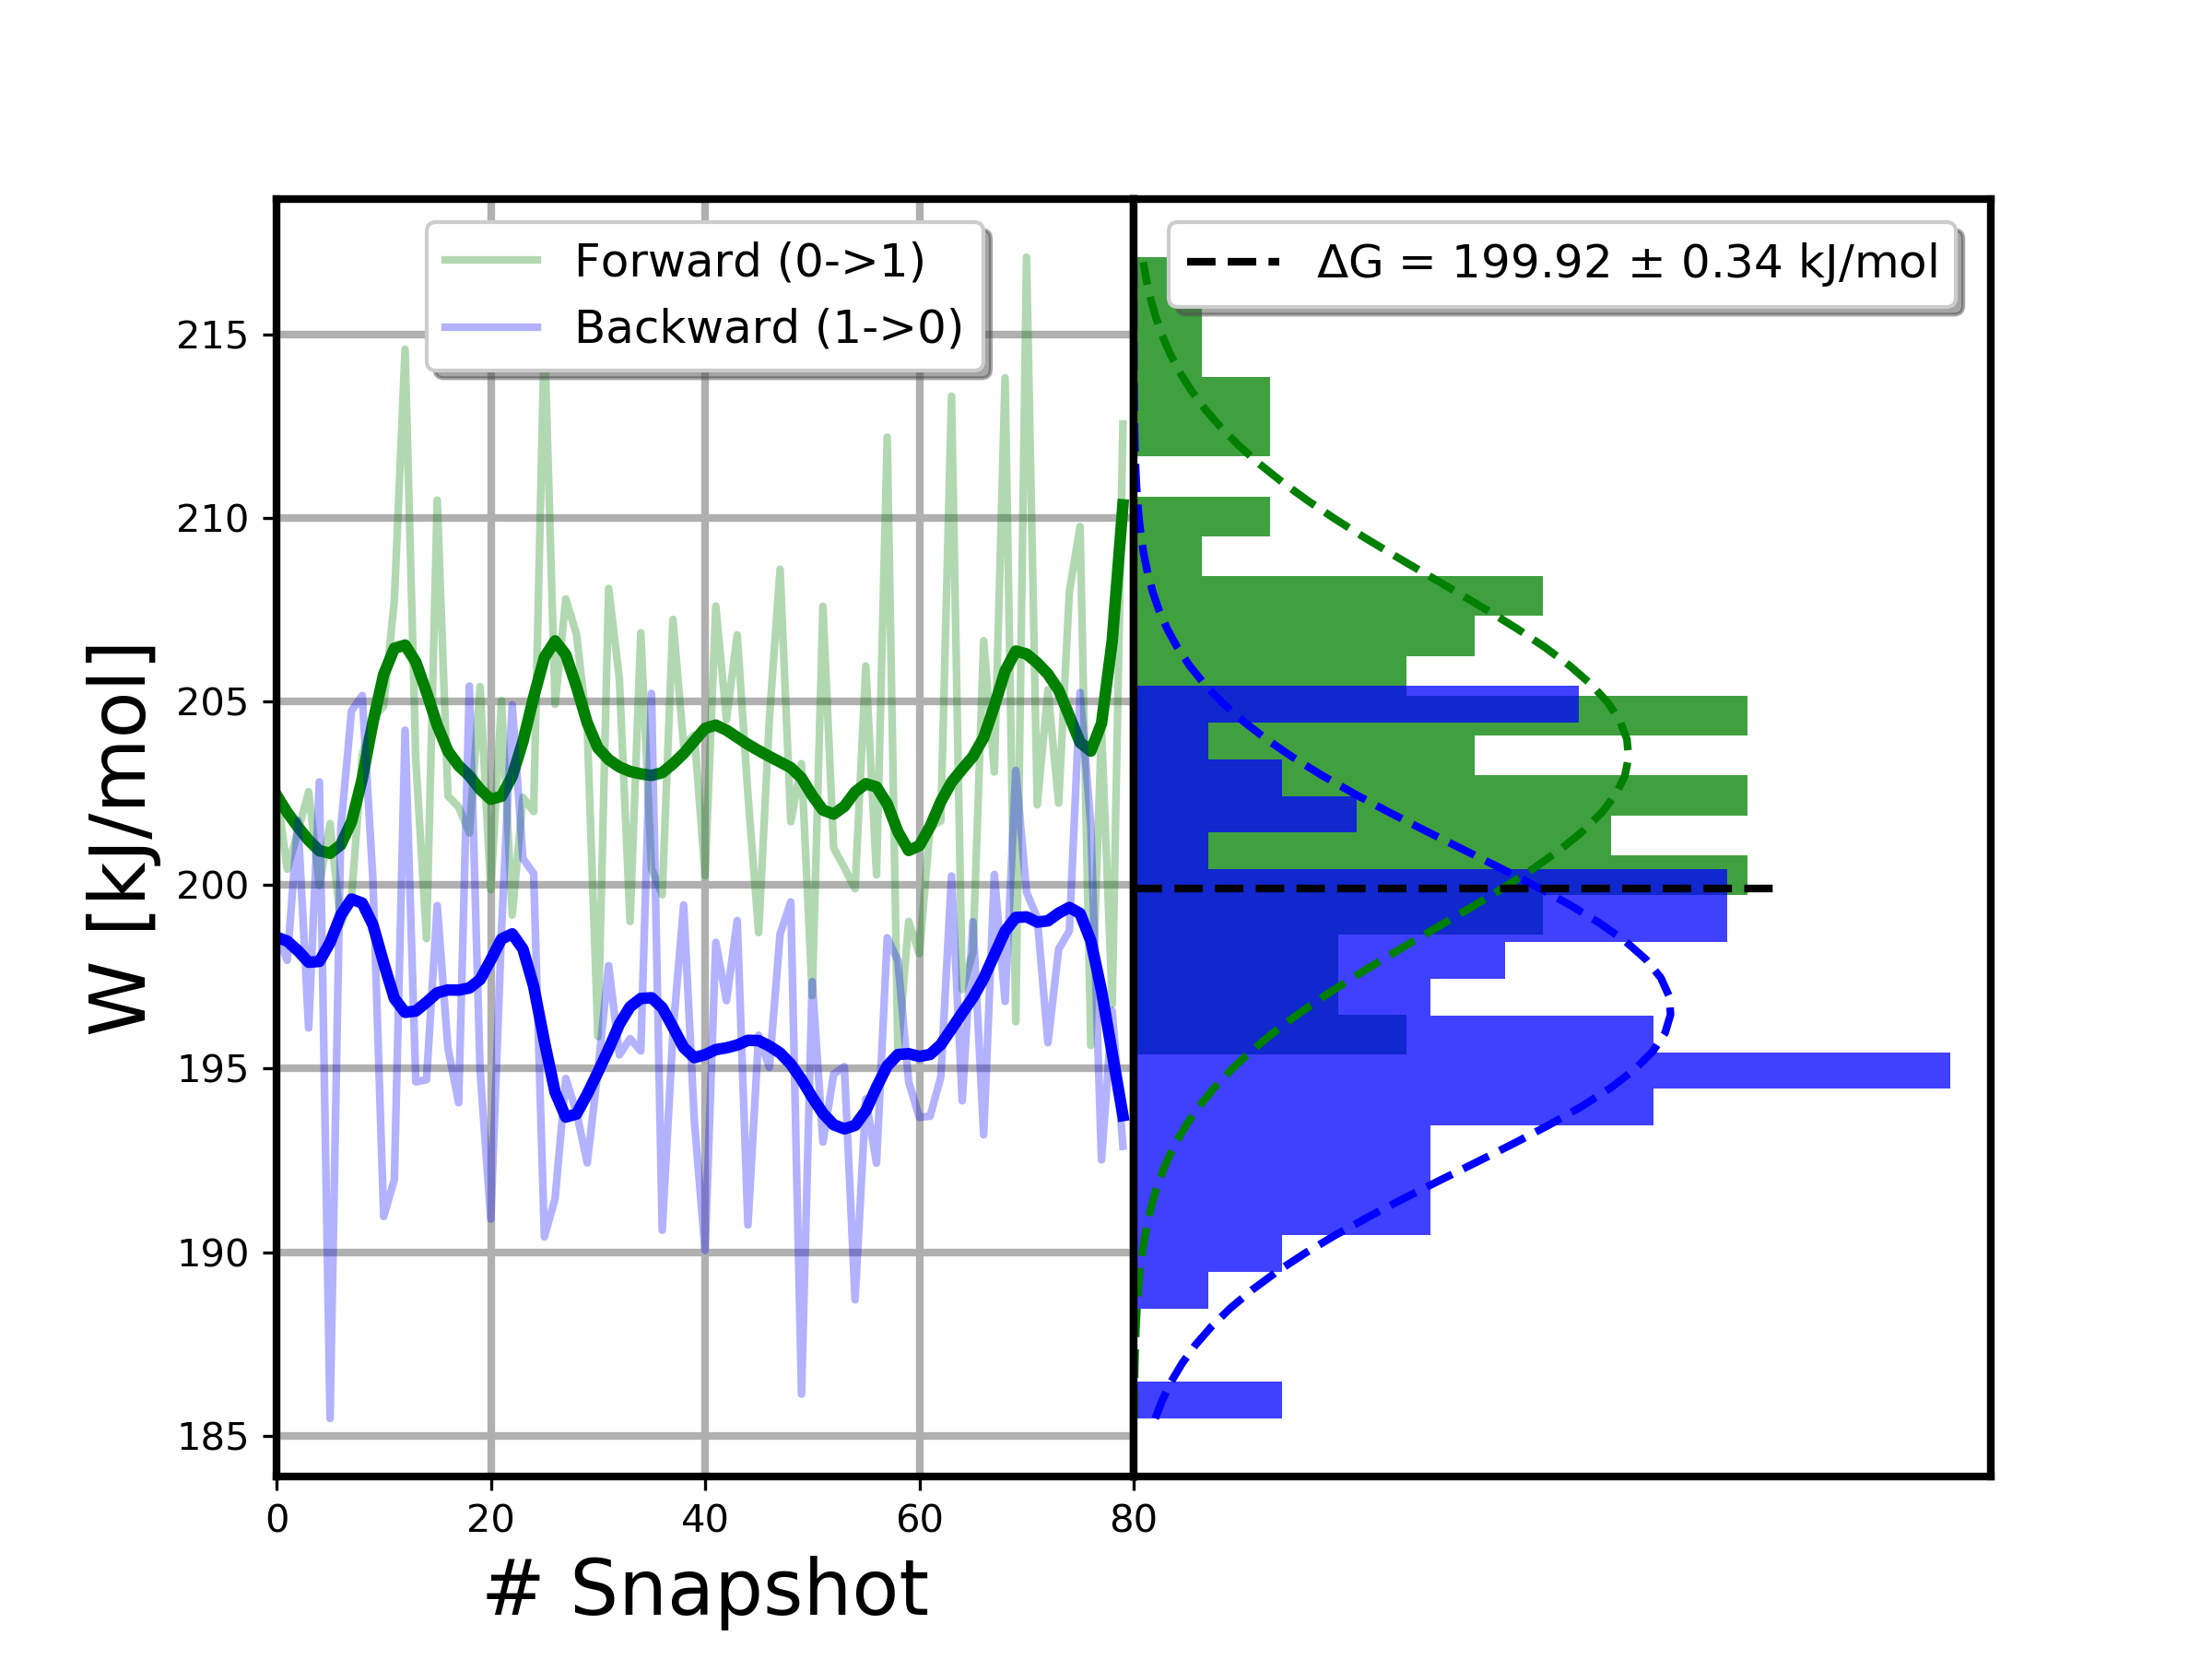 Forward (0->1)
Backward (1->0)
ΔG = 199.92 ± 0.34 kJ/mol
W [kJ/mol]
215
210
205
200
195
190
185
0 20 40 60 80
# Snapshot